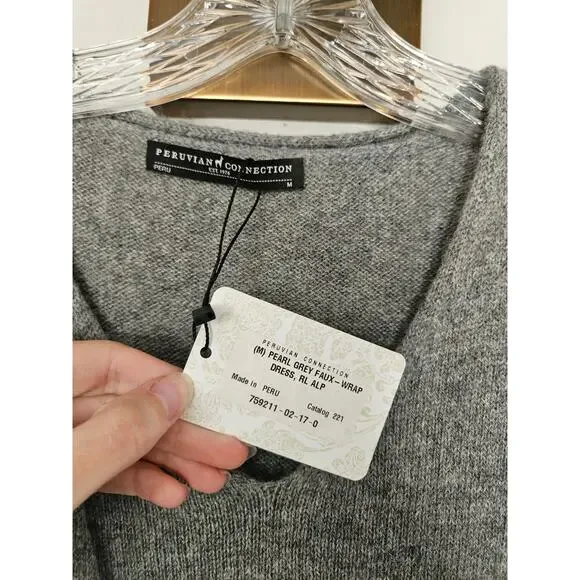 PERUVIAN CONNECTION
PERU EST. 1976 M
PERUVIAN CONNECTION
(M) PEARL GREY FAUX-WRAP
DRESS, RL ALP
Made in PERU Catalog 221
759211-02-17-0